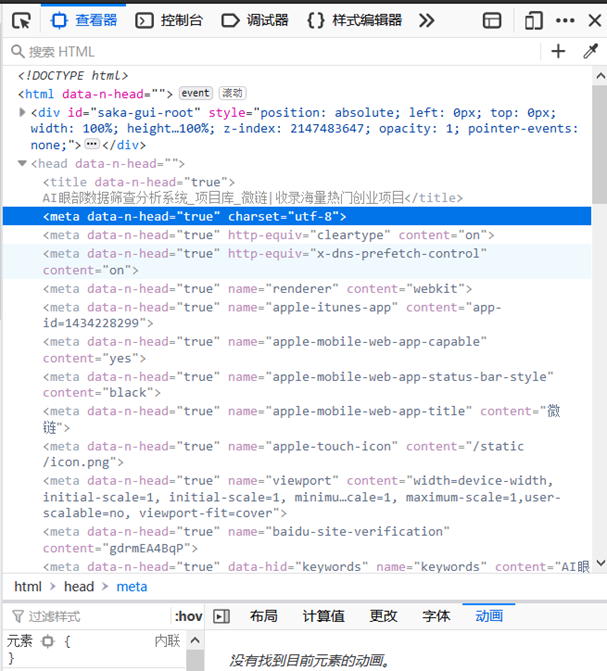 查看器 控制台 调试器 样式编辑器
搜索 HTML
<!DOCTYPE html>
<html data-n-head=""> event 滚动
<div id="saka-gui-root" style="position: absolute; left: 0px; top: 0px;
width: 100%; height…100%; z-index: 2147483647; opacity: 1; pointer-events:
none;"> ••• </div>
<head data-n-head="">
<title data-n-head="true">
AI眼部数据筛查分析系统_项目库_微链|收录海量热门创业项目</title>
<meta data-n-head="true" charset="utf-8">
<meta data-n-head="true" http-equiv="cleartype" content="on">
<meta data-n-head="true" http-equiv="x-dns-prefetch-control"
content="on">
<meta data-n-head="true" name="renderer" content="webkit">
<meta data-n-head="true" name="apple-itunes-app" content="app-
id=1434228299">
<meta data-n-head="true" name="apple-mobile-web-app-capable"
content="yes">
<meta data-n-head="true" name="apple-mobile-web-app-status-bar-style"
content="black">
<meta data-n-head="true" name="apple-mobile-web-app-title" content="微
链">
<meta data-n-head="true" name="apple-touch-icon" content="/static
/icon.png">
<meta data-n-head="true" name="viewport" content="width=device-width,
initial-scale=1, initial-scale=1, minimu…cale=1, maximum-scale=1,user-
scalable=no, viewport-fit=cover">
<meta data-n-head="true" name="baidu-site-verification"
content="gdrmEA4BqP">
<meta data-n-head="true" data-hid="keywords" name="keywords" content="AI眼
html > head > meta
过滤样式 :hov 布局 计算值 更改 字体 动画
元素 { 内联
}
没有找到目前元素的动画。